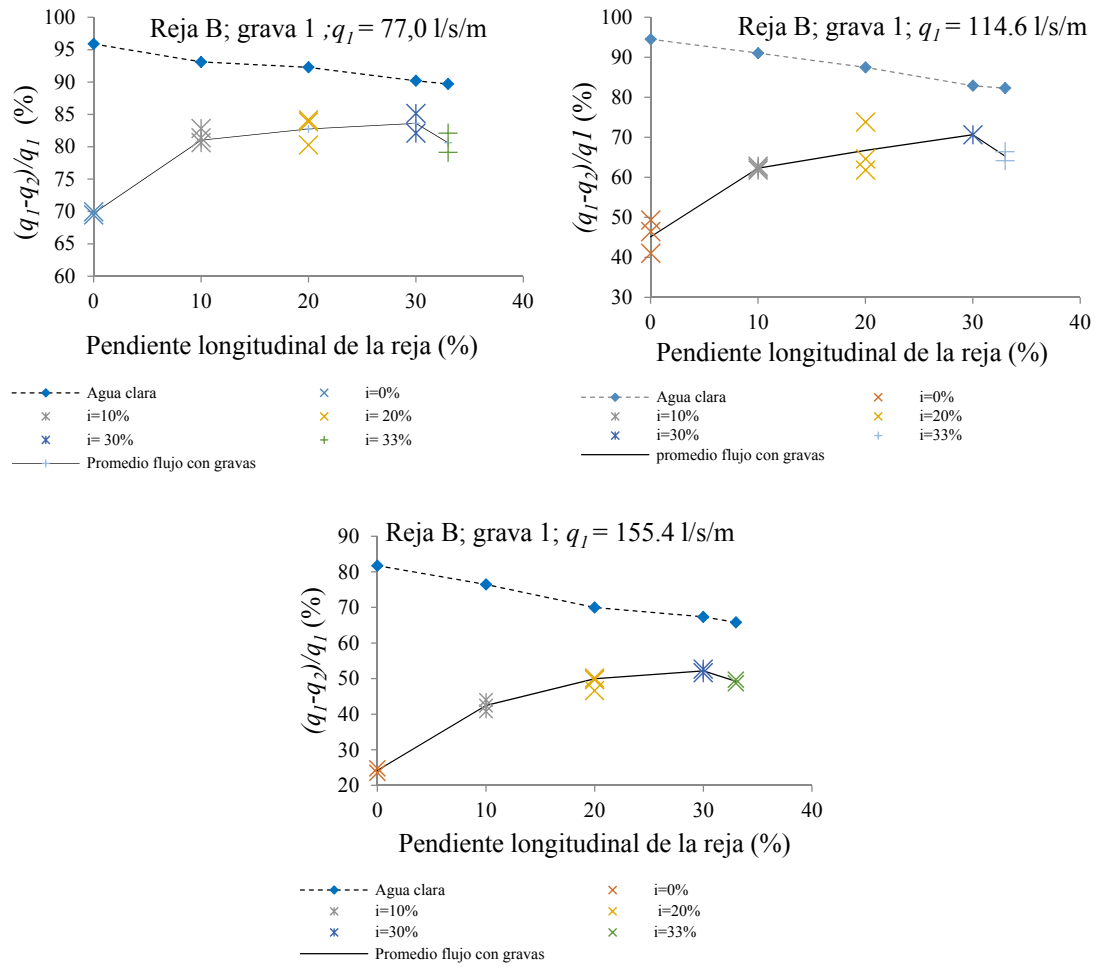 Reja B; grava 1 ;q1 = 77,0 l/s/m
(q1-q2)/q1 (%)
100
95
90
85
80
75
70
65
60
0
10
20
30
40
Pendiente longitudinal de la reja (%)
Agua clara
i=0%
i=10%
i= 20%
i= 30%
i=33%
Promedio flujo con gravas
Reja B; grava 1; q1 = 114.6 l/s/m
(q1-q2)/q1 (%)
100
90
80
70
60
50
40
30
0
10
20
30
40
Pendiente longitudinal de la reja (%)
Agua clara
i=0%
i=10%
i=20%
i=30%
i=33%
promedio flujo con gravas
Reja B; grava 1; q1 = 155.4 l/s/m
(q1-q2)/q1 (%)
90
80
70
60
50
40
30
20
0
10
20
30
40
Pendiente longitudinal de la reja (%)
Agua clara
i=0%
i=10%
i=20%
i=30%
i=33%
Promedio flujo con gravas